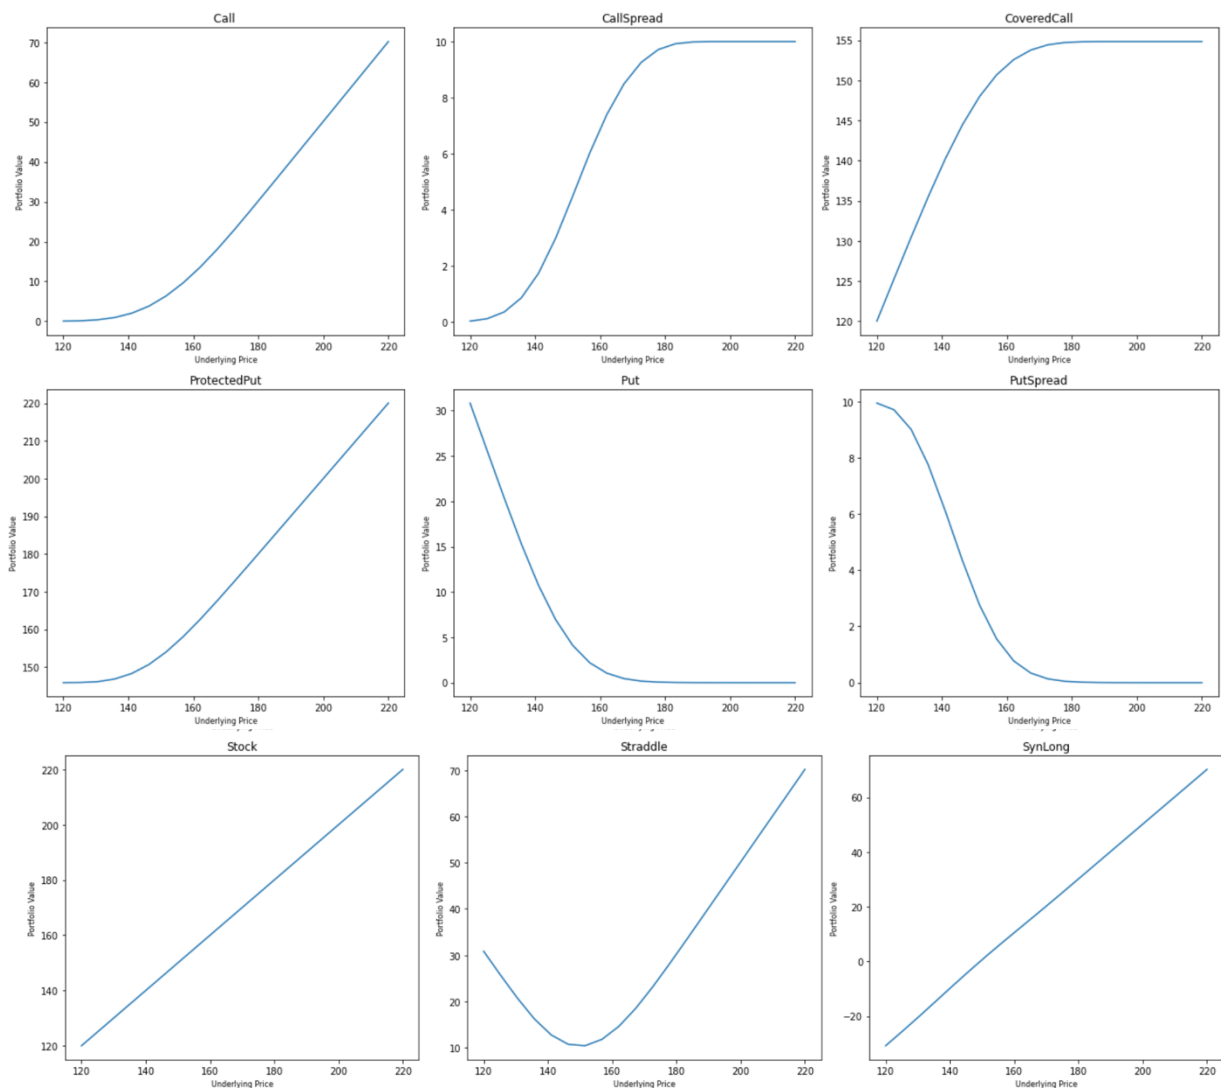 Call
CallSpread
CoveredCall
70
60
50
40
30
20
10
0
Portfolio Value
120 140 160 180 200 220
Underlying Price
10
8
6
4
2
0
Portfolio Value
120 140 160 180 200 220
Underlying Price
155
150
145
140
135
130
125
120
Portfolio Value
120 140 160 180 200 220
Underlying Price
ProtectedPut
Put
PutSpread
220
210
200
190
180
170
160
150
Portfolio Value
120 140 160 180 200 220
Underlying Price
30
25
20
15
10
5
0
Portfolio Value
120 140 160 180 200 220
Underlying Price
10
8
6
4
2
0
Portfolio Value
120 140 160 180 200 220
Underlying Price
Stock
Straddle
SynLong
220
200
180
160
140
120
Portfolio Value
120 140 160 180 200 220
Underlying Price
70
60
50
40
30
20
10
Portfolio Value
120 140 160 180 200 220
Underlying Price
60
40
20
0
−20
Portfolio Value
120 140 160 180 200 220
Underlying Price